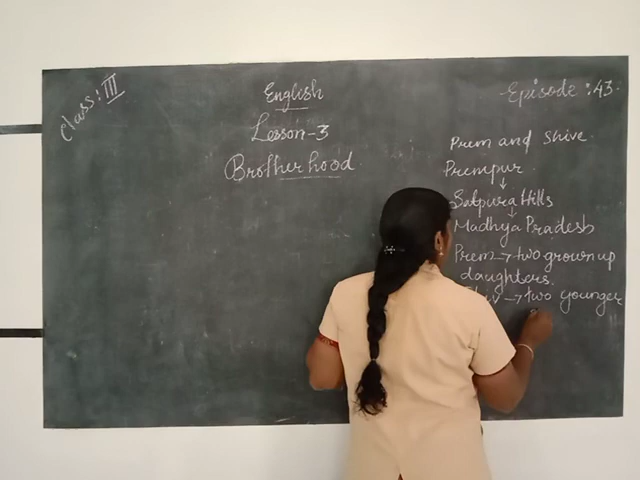 Class: III
English
Episode: 43
Lesson-3
Brotherhood
Prem and Shive
Prempur
↓
Satpura Hills
↓
Madhya Pradesh
Prem → two grown up
daughters.
→ two younger